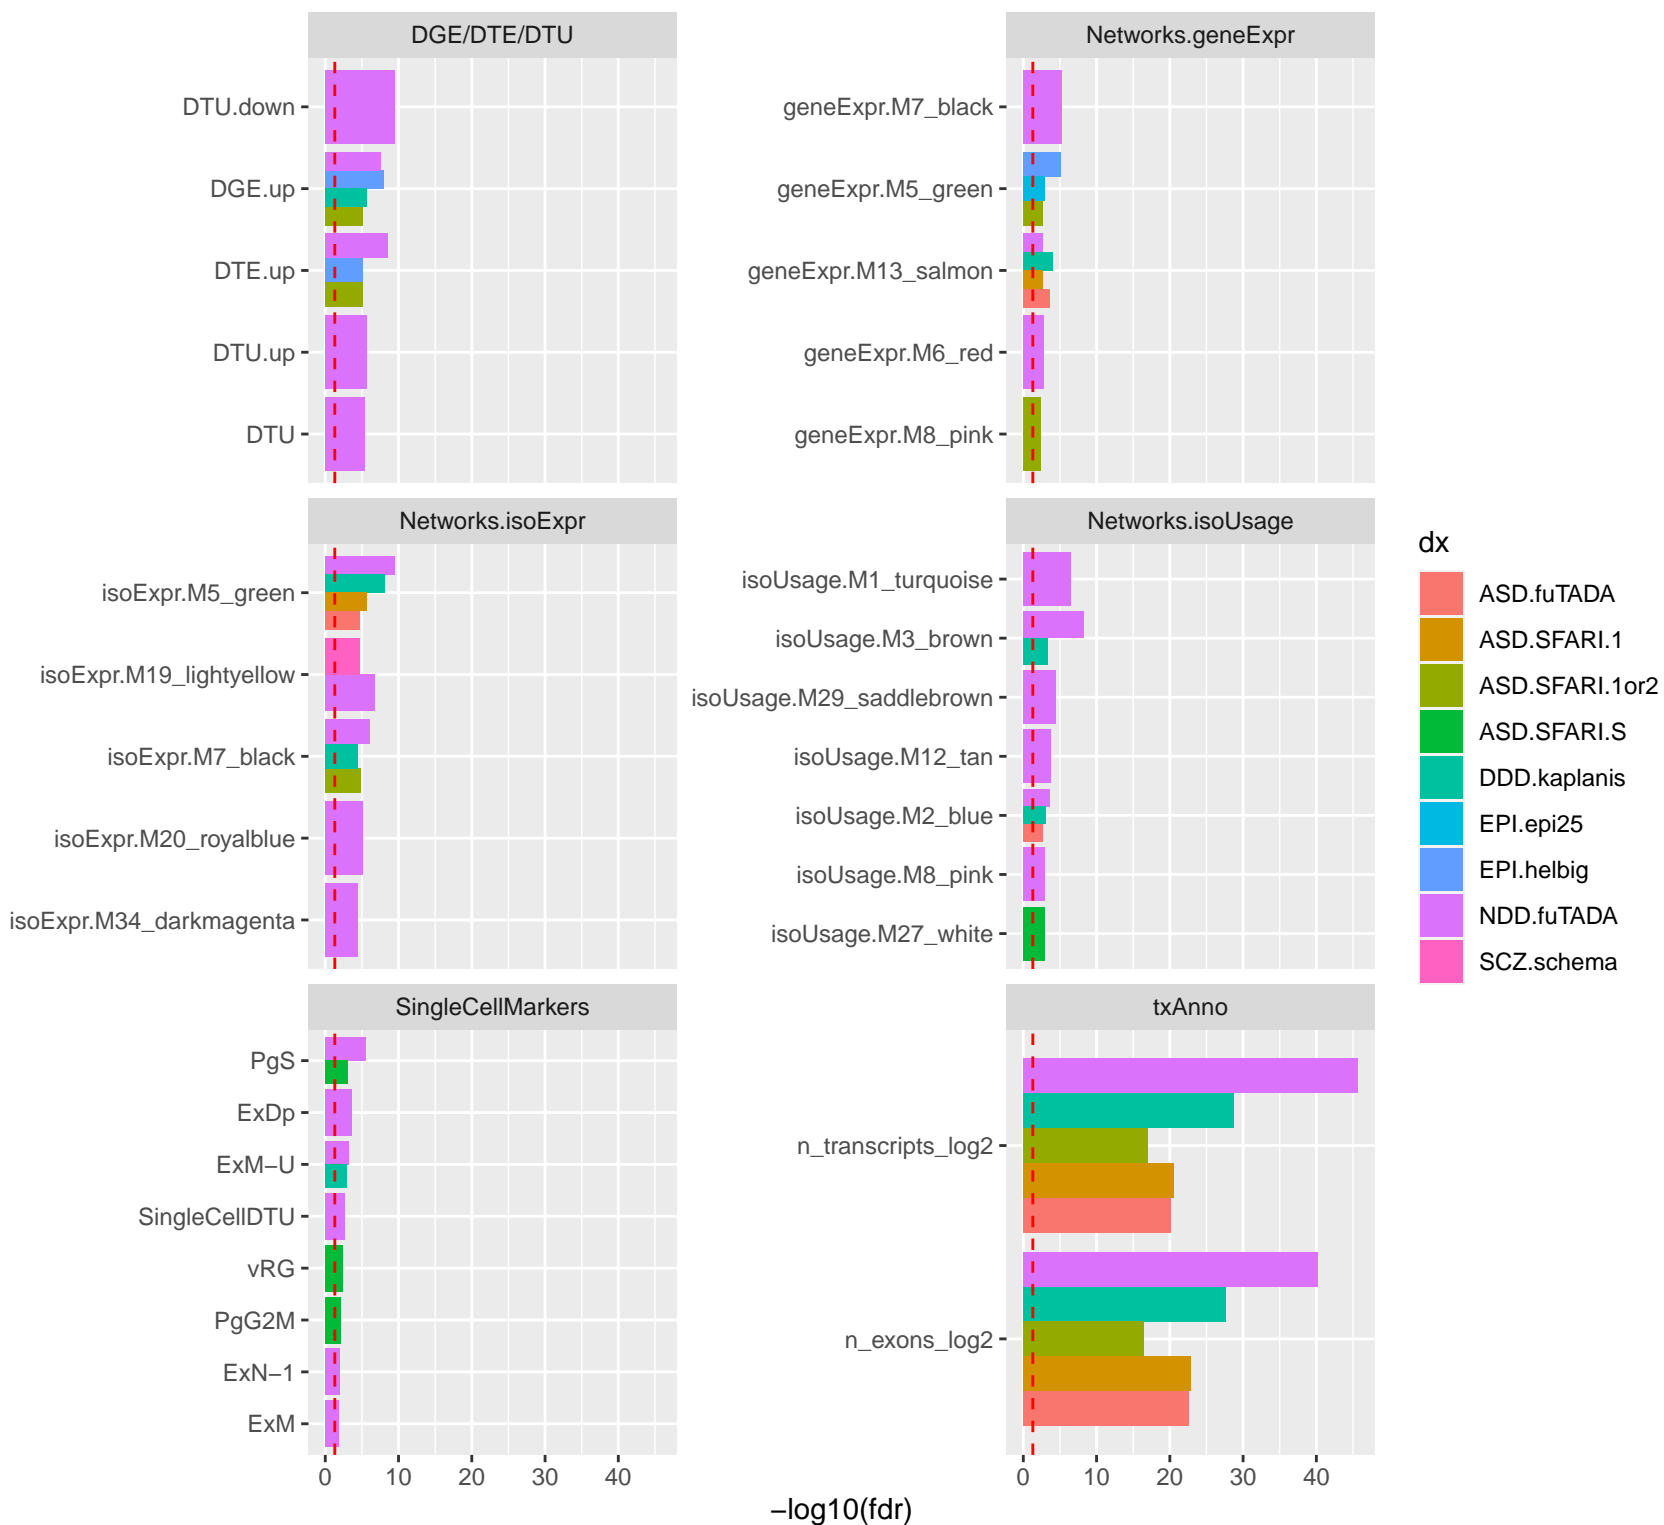 DGE/DTE/DTU
DTU.down
DGE.up
DTE.up
DTU.up
DTU
Networks.geneExpr
geneExpr.M7_black
geneExpr.M5_green
geneExpr.M13_salmon
geneExpr.M6_red
geneExpr.M8_pink
Networks.isoExpr
isoExpr.M5_green
isoExpr.M19_lightyellow
isoExpr.M7_black
isoExpr.M20_royalblue
isoExpr.M34_darkmagenta
Networks.isoUsage
isoUsage.M1_turquoise
isoUsage.M3_brown
isoUsage.M29_saddlebrown
isoUsage.M12_tan
isoUsage.M2_blue
isoUsage.M8_pink
isoUsage.M27_white
SingleCellMarkers
PgS
ExDp
ExM−U
SingleCellDTU
vRG
PgG2M
ExN−1
ExM
0 10 20 30 40
txAnno
n_transcripts_log2
n_exons_log2
0 10 20 30 40
−log10(fdr)
dx
ASD.fuTADA
ASD.SFARI.1
ASD.SFARI.1or2
ASD.SFARI.S
DDD.kaplanis
EPI.epi25
EPI.helbig
NDD.fuTADA
SCZ.schema